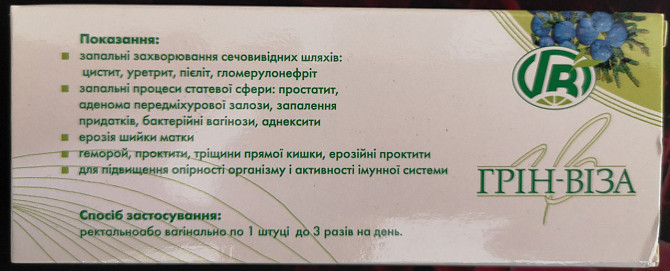 Показання:
запальні захворювання сечовивідних шляхів:
цистит, уретрит, пієліт, гломерулонефріт
запальні процеси статевої сфери: простатит,
аденома передміхурової залози, запалення
придатків, бактерійні вагінози, аднексити
ерозія шийки матки
геморой, проктити, тріщини прямої кишки, ерозійні проктити
для підвищення опірності організму і активності імунної системи
ГРІН-ВІЗА
Спосіб застосування:
ректальноабо вагінально по 1 штуці до 3 разів на день.